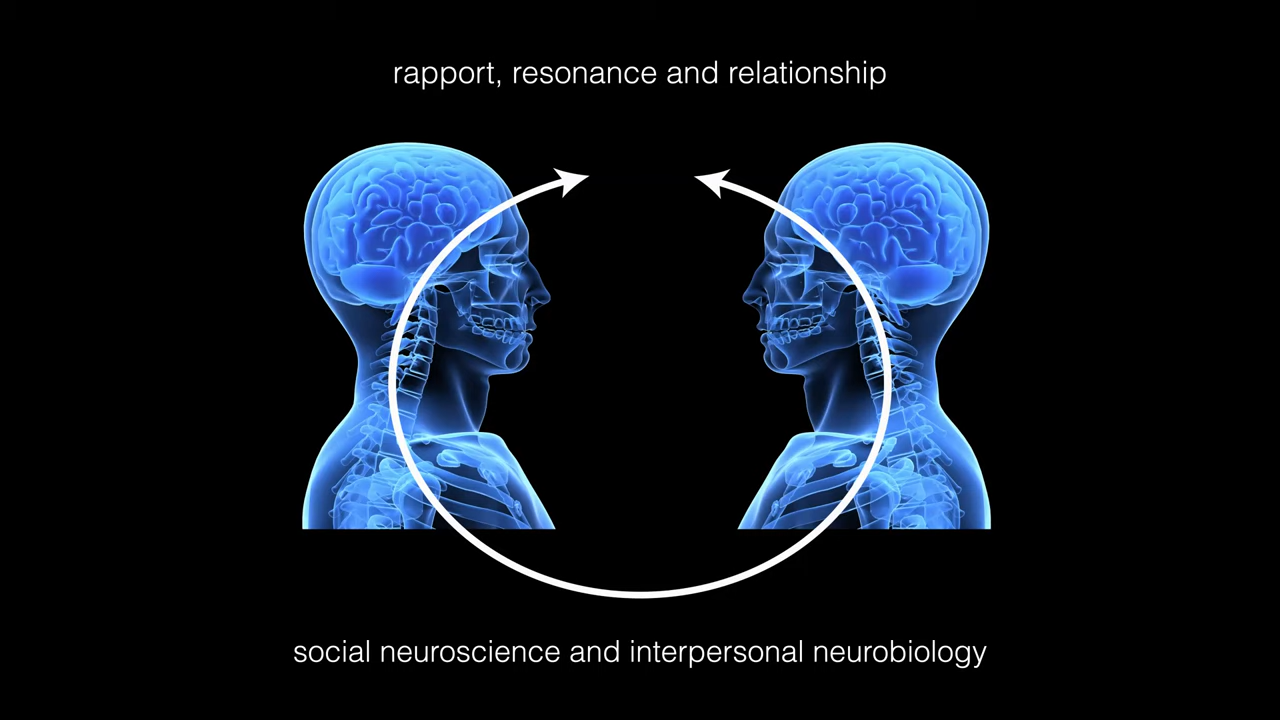 rapport, resonance and relationship
social neuroscience and interpersonal neurobiology